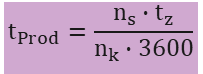 t_Prod = (n_s · t_z) / (n_k · 3600)